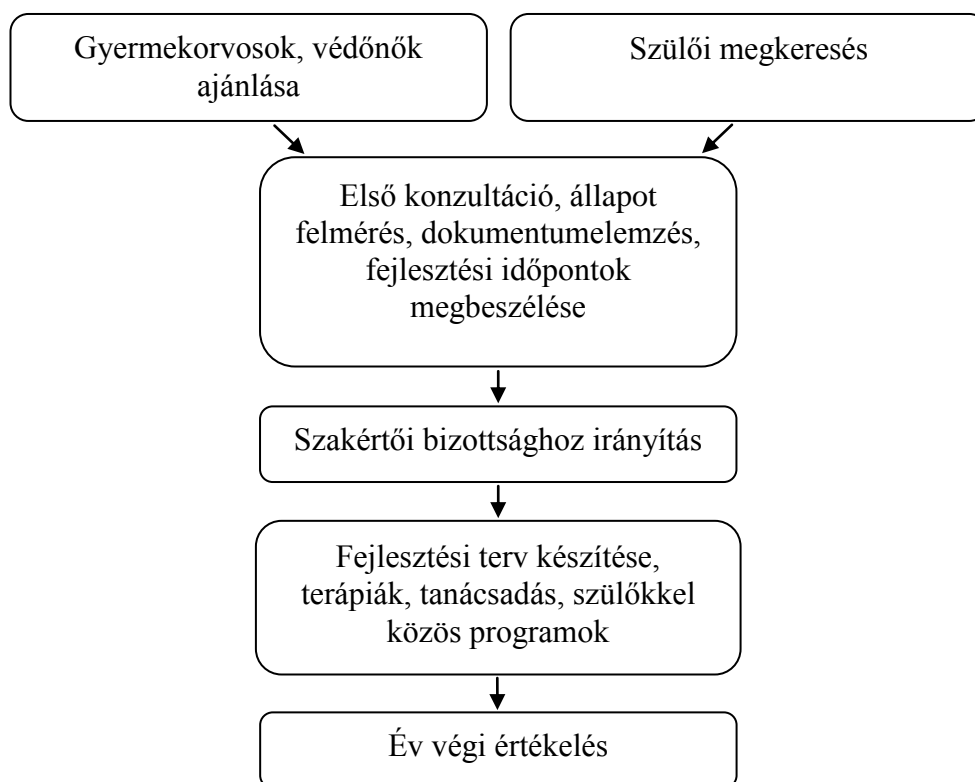 Gyermekorvosok, védőnők
ajánlása
Szülői megkeresés
Első konzultáció, állapot
felmérés, dokumentumelemzés,
fejlesztési időpontok
megbeszélése
Szakértői bizottsághoz irányítás
Fejlesztési terv készítése,
terápiák, tanácsadás, szülőkkel
közös programok
Év végi értékelés